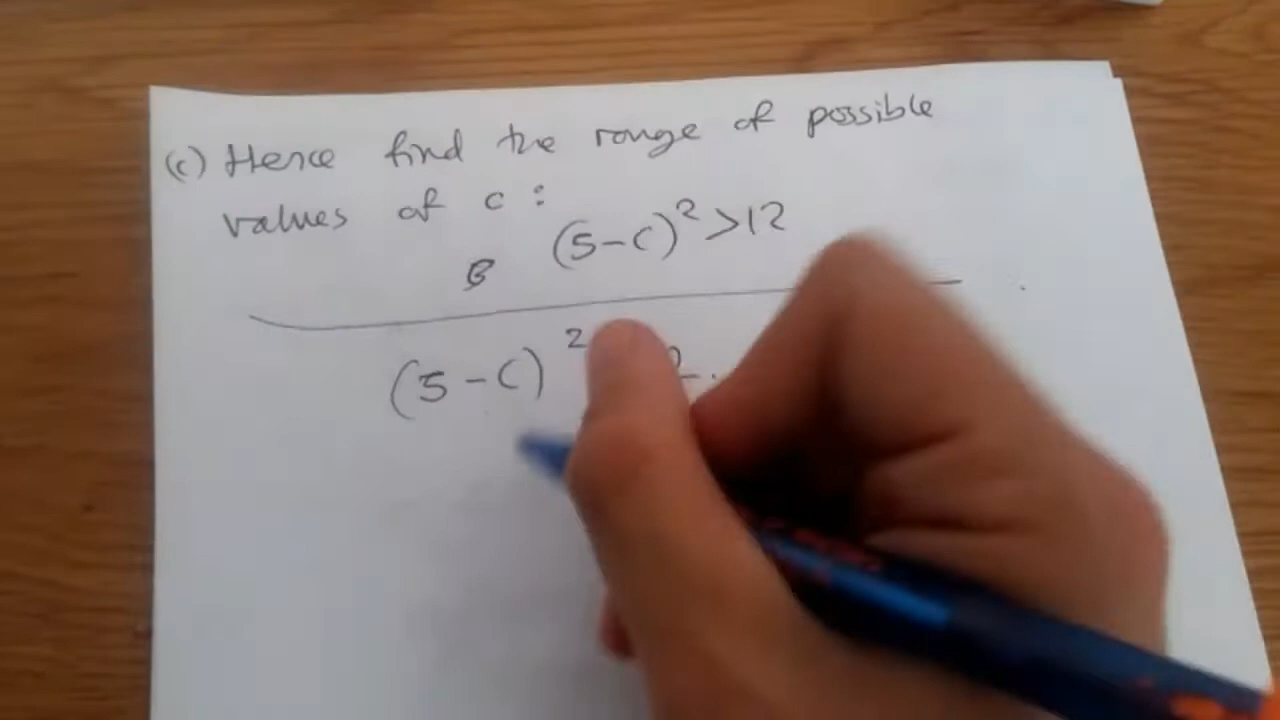 (c) Hence find the range of possible
values of c :
(5-c)² >12
(5-c)²